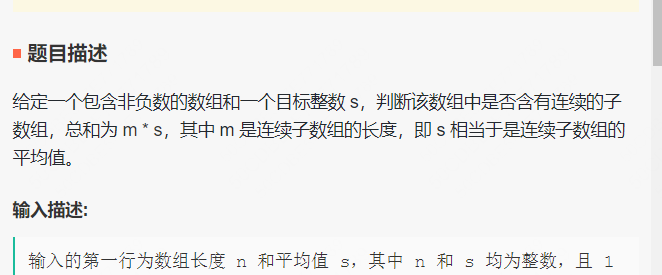 题目描述
给定一个包含非负数的数组和一个目标整数 s，判断该数组中是否含有连续的子
数组，总和为 m * s，其中 m 是连续子数组的长度，即 s 相当于是连续子数组的
平均值。
输入描述:
输入的第一行为数组长度 n 和平均值 s，其中 n 和 s 均为整数，且 1